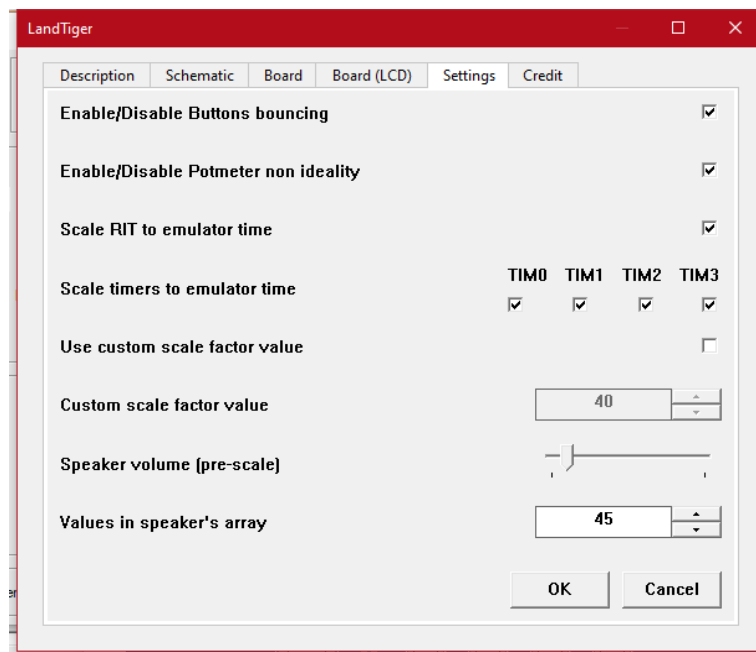 LandTiger
Description Schematic Board Board (LCD) Settings Credit
Enable/Disable Buttons bouncing
Enable/Disable Potmeter non ideality
Scale RIT to emulator time
TIM0 TIM1 TIM2 TIM3
Scale timers to emulator time
Use custom scale factor value
Custom scale factor value 40
Speaker volume (pre-scale)
Values in speaker's array 45
OK Cancel